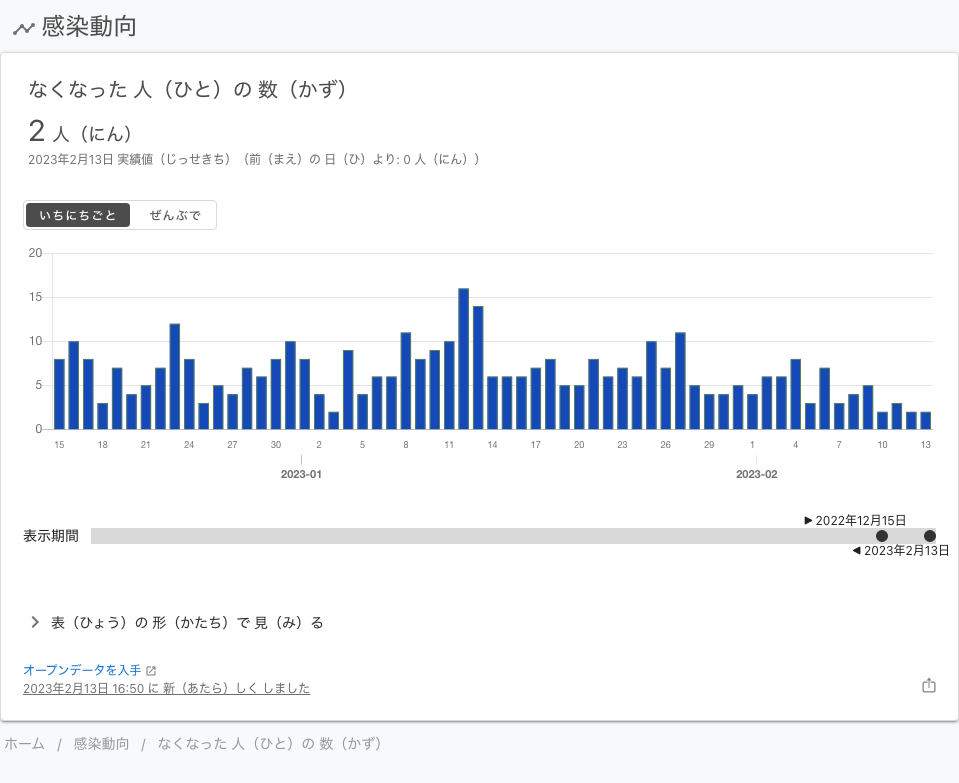 感染動向
なくなった 人（ひと）の 数（かず）
2 人（にん）
2023年2月13日 実績値（じっせきち）（前（まえ）の 日（ひ）より: 0 人（にん））
いちにちごと ぜんぶで
20
15
10
5
0
15 18 21 24 27 30 2 5 8 11 14 17 20 23 26 29 1 4 7 10 13
2023-01 2023-02
▶ 2022年12月15日
表示期間
◀ 2023年2月13日
表（ひょう）の 形（かたち）で 見（み）る
オープンデータを入手
2023年2月13日 16:50 に 新（あたら）しく しました
ホーム / 感染動向 / なくなった 人（ひと）の 数（かず）